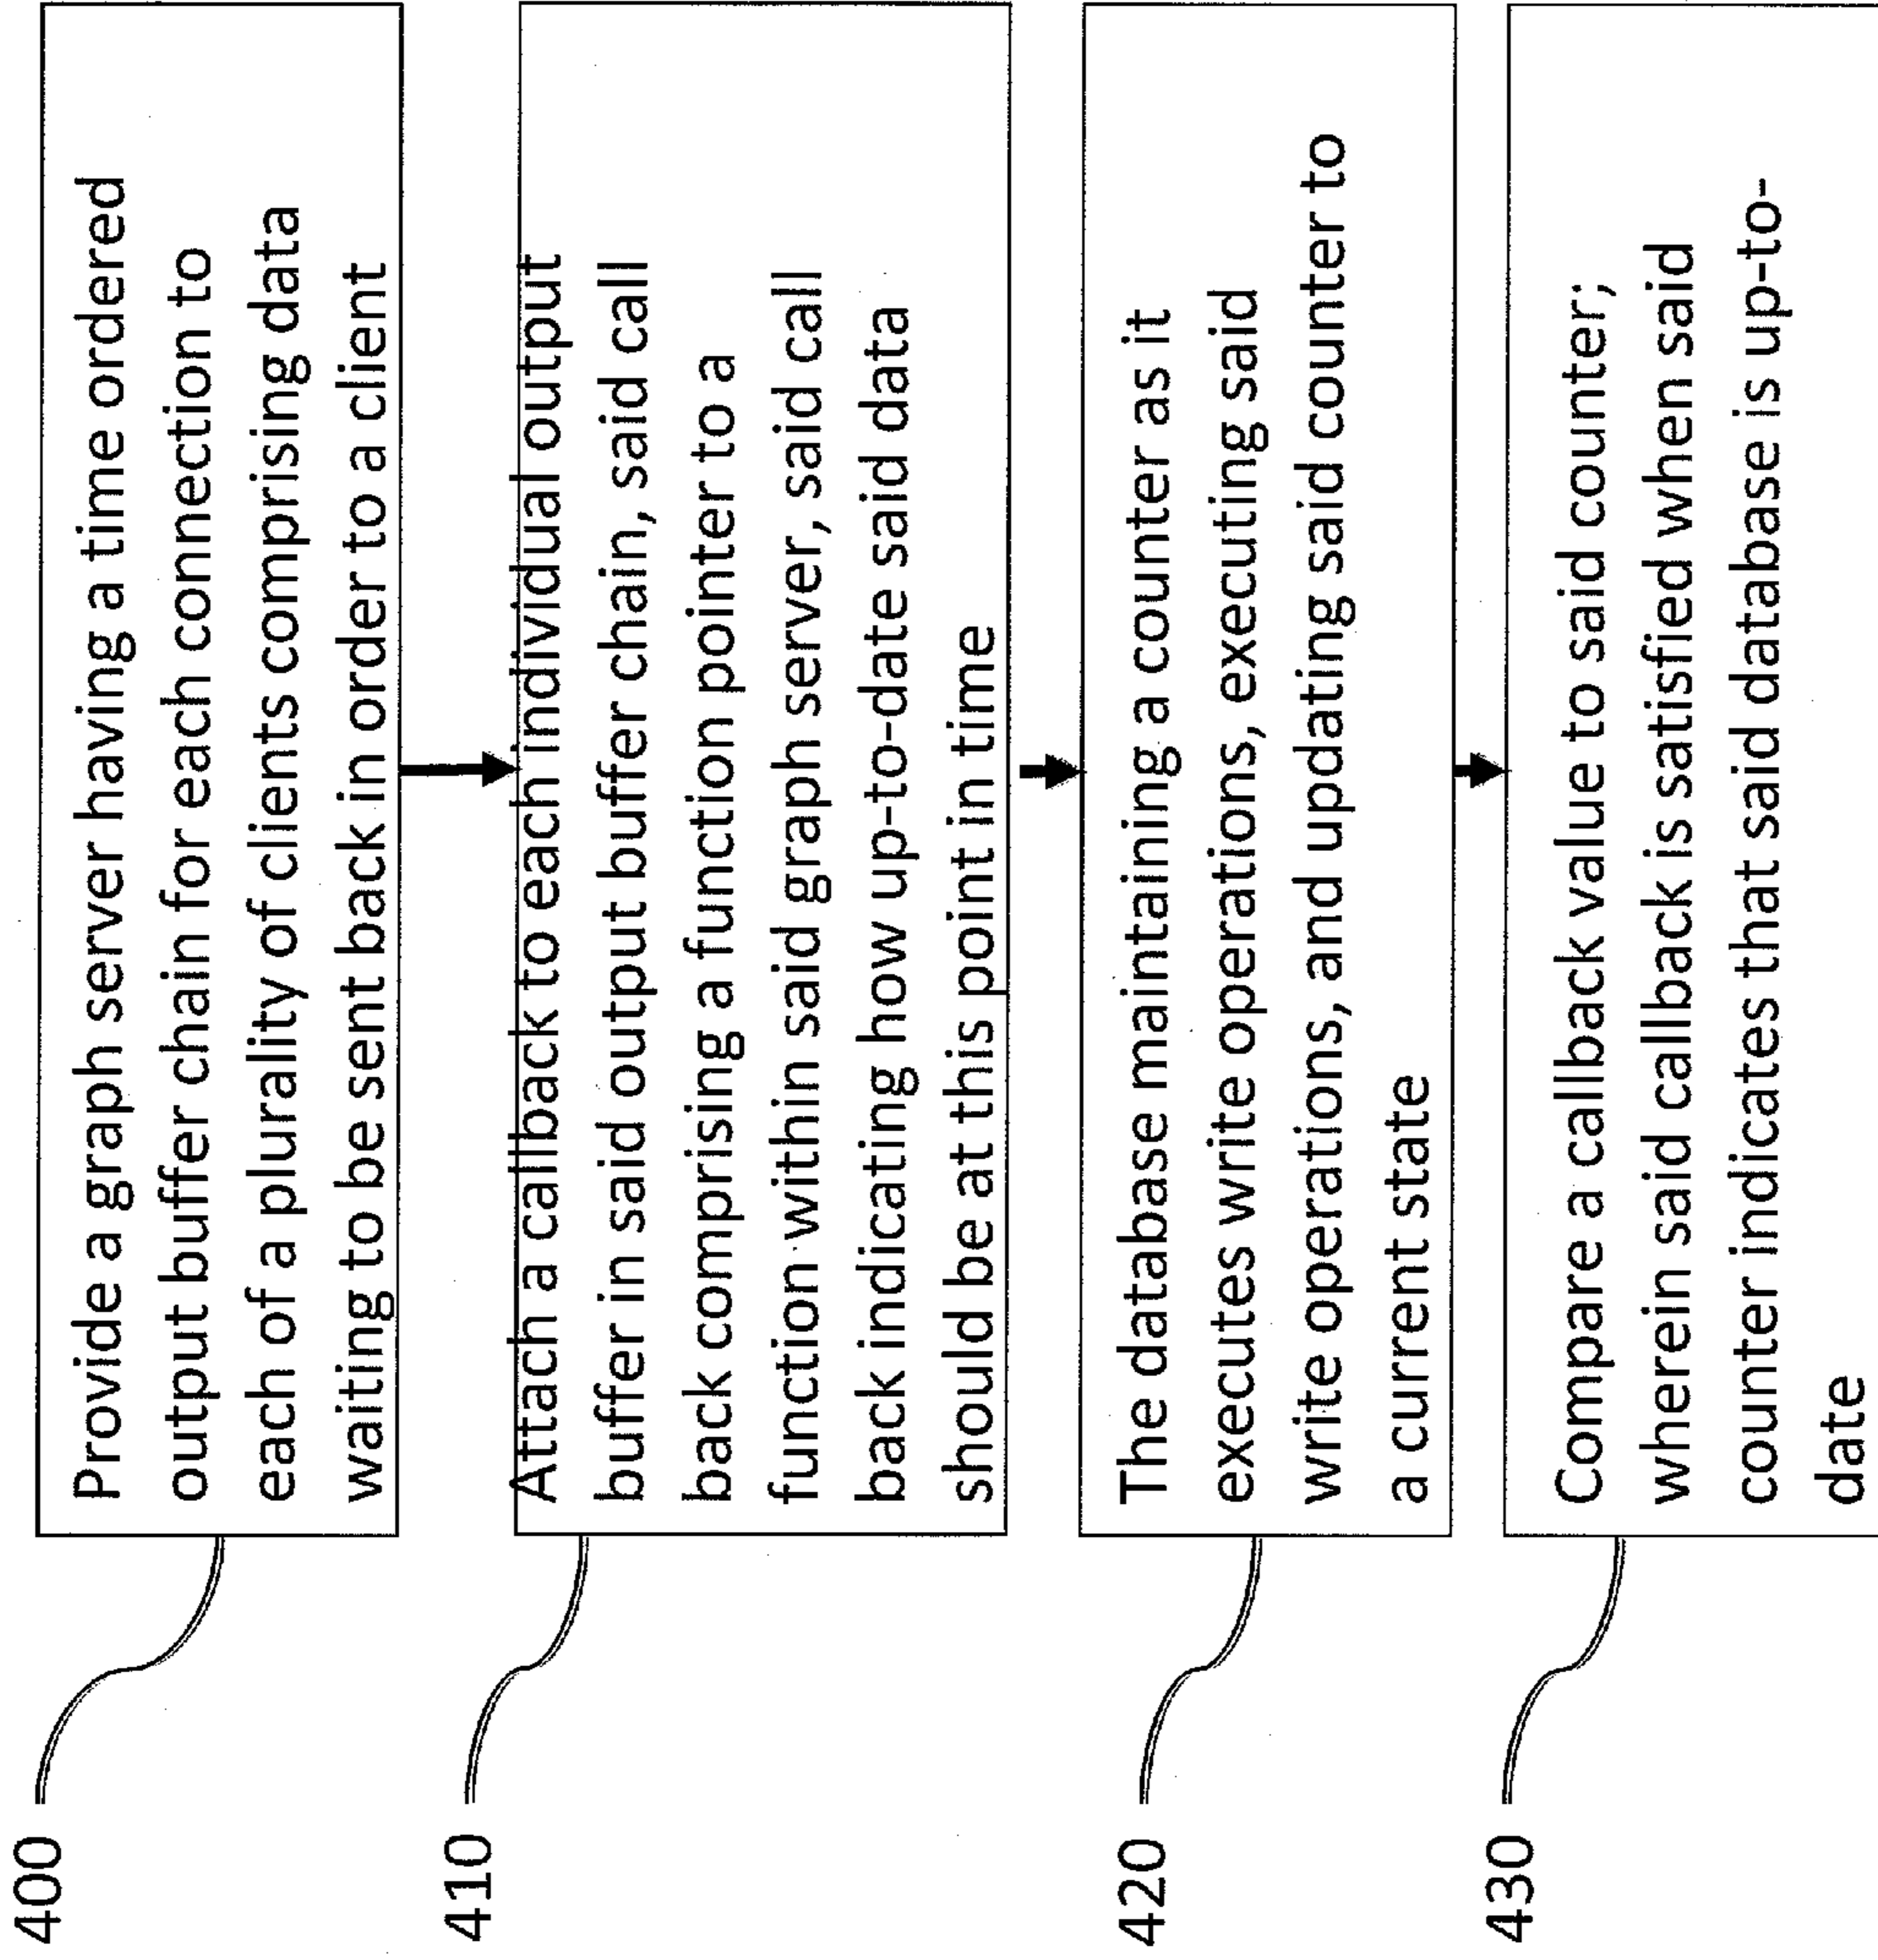 400
Provide a graph server having a time ordered
output buffer chain for each connection to
each of a plurality of clients comprising data
waiting to be sent back in order to a client
410
Attach a callback to each individual output
buffer in said output buffer chain, said call
back comprising a function pointer to a
function within said graph server, said call
back indicating how up-to-date said data
should be at this point in time
420
The database maintaining a counter as it
executes write operations, executing said
write operations, and updating said counter to
a current state
430
Compare a callback value to said counter;
wherein said callback is satisfied when said
counter indicates that said database is up-to-
date